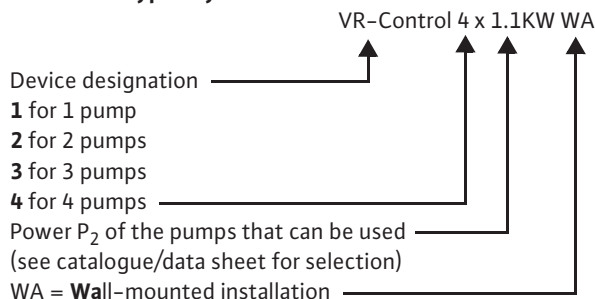 VR-Control 4 x 1.1KW WA
Device designation
1 for 1 pump
2 for 2 pumps
3 for 3 pumps
4 for 4 pumps
Power P2 of the pumps that can be used
(see catalogue/data sheet for selection)
WA = Wall-mounted installation